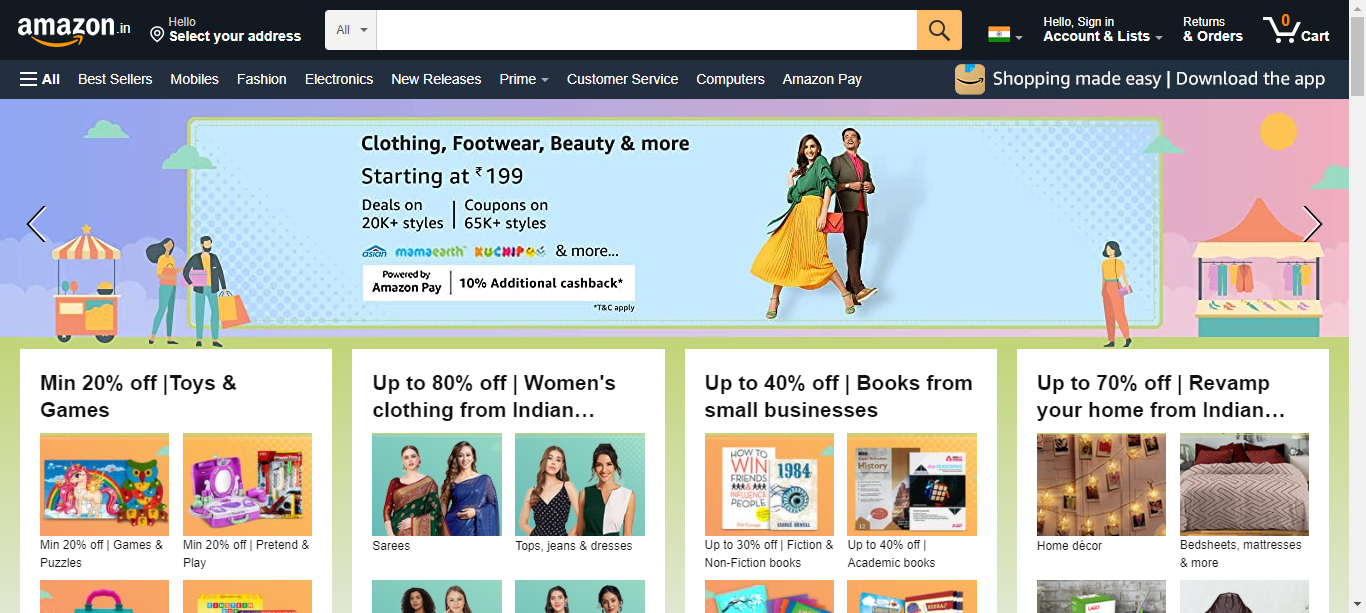 amazon.in
Hello
Select your address
All
Hello, Sign in
Account & Lists
Returns
& Orders
0
Cart
All
Best Sellers
Mobiles
Fashion
Electronics
New Releases
Prime
Customer Service
Computers
Amazon Pay
Shopping made easy | Download the app
Clothing, Footwear, Beauty & more
Starting at ₹199
Deals on
20K+ styles
Coupons on
65K+ styles
asian mamaearth KUCHIPOO & more...
Powered by
Amazon Pay
10% Additional cashback*
*T&C apply
Min 20% off |Toys &
Games
Min 20% off | Games &
Puzzles
Min 20% off | Pretend &
Play
Up to 80% off | Women's
clothing from Indian…
Sarees
Tops, jeans & dresses
Up to 40% off | Books from
small businesses
HOW TO
WIN
FRIENDS
&
INFLUENCE
PEOPLE
Dale Carnegie
1984
GEORGE ORWELL
History
12
REASONING
Up to 30% off | Fiction &
Non-Fiction books
Up to 40% off |
Academic books
Up to 70% off | Revamp
your home from Indian…
Home décor
Bedsheets, mattresses
& more
EINSTEIN
BOX